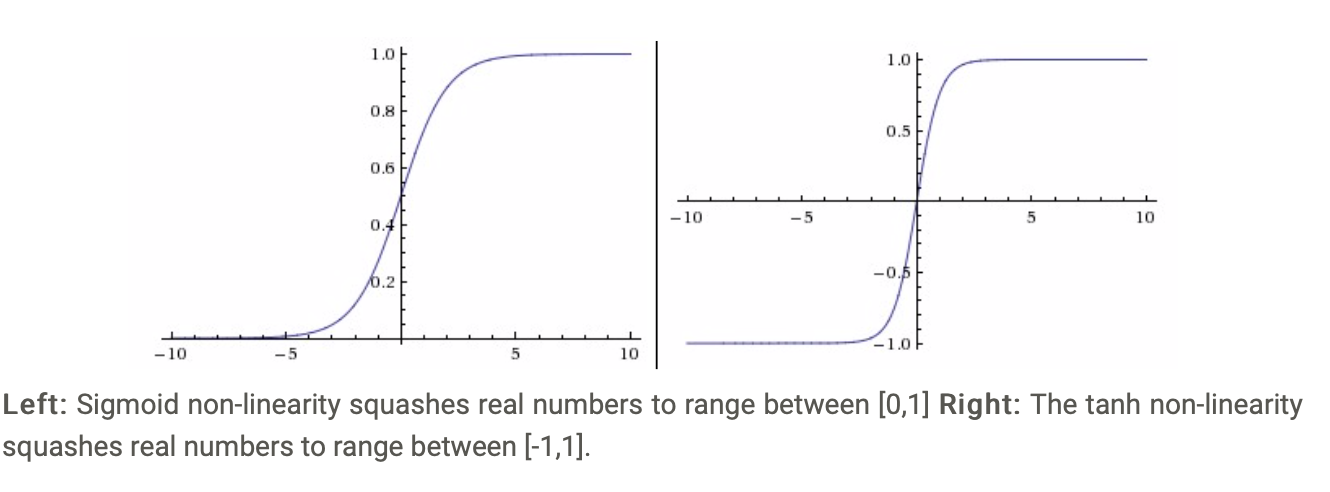 1.0
0.8
0.6
0.4
0.2
−10 −5 5 10
1.0
0.5
−10 −5 5 10
−0.5
−1.0
Left: Sigmoid non-linearity squashes real numbers to range between [0,1] Right: The tanh non-linearity
squashes real numbers to range between [-1,1].